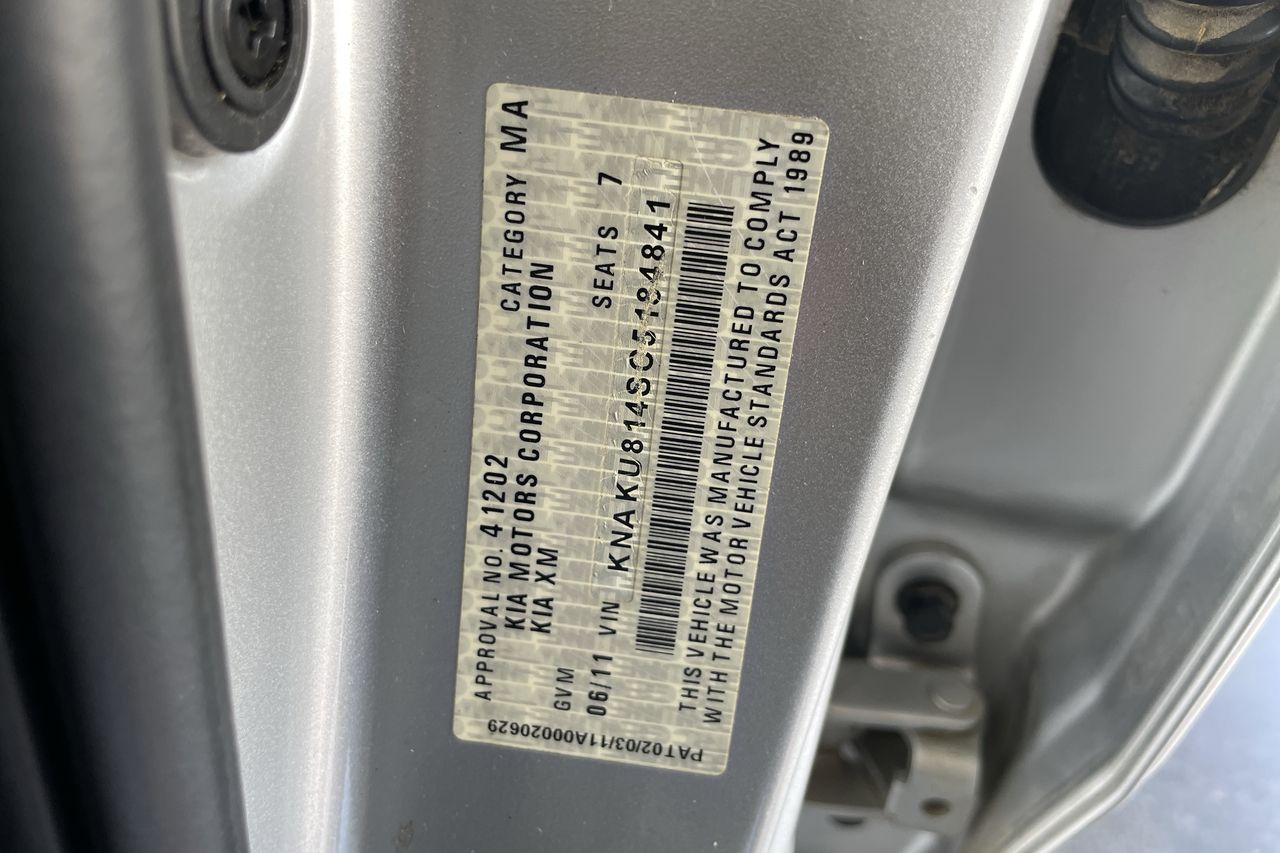 APPROVAL NO. 41202 CATEGORY MA
KIA MOTORS CORPORATION
KIA XM
GVM SEATS 7
06/11 VIN KNAKU814SC5184841
THIS VEHICLE WAS MANUFACTURED TO COMPLY
WITH THE MOTOR VEHICLE STANDARDS ACT 1989
PAT02/03/11A00020629